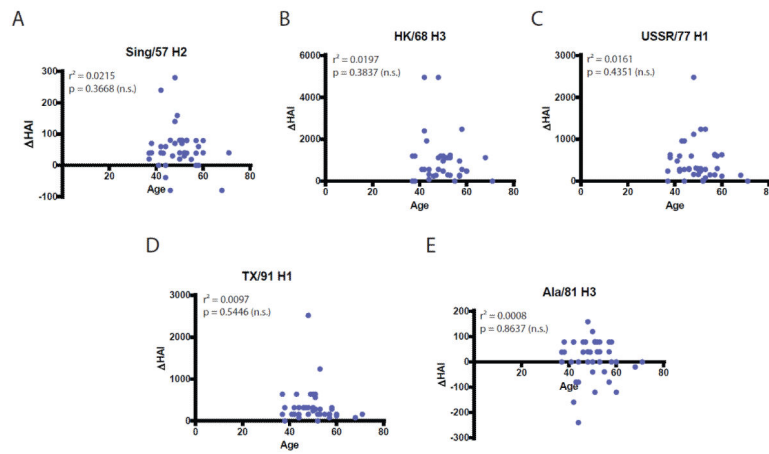 A
Sing/57 H2
r² = 0.0215
p = 0.3668 (n.s.)
300
200
100
0
-100
ΔHAI
20
40
60
80
Age
B
HK/68 H3
r² = 0.0197
p = 0.3837 (n.s.)
6000
4000
2000
0
ΔHAI
0
20
40
60
80
Age
C
USSR/77 H1
r² = 0.0161
p = 0.4351 (n.s.)
3000
2000
1000
0
ΔHAI
0
20
40
60
80
Age
D
TX/91 H1
r² = 0.0097
p = 0.5446 (n.s.)
3000
2000
1000
0
ΔHAI
0
20
40
60
80
Age
E
Ala/81 H3
r² = 0.0008
p = 0.8637 (n.s.)
200
100
0
-100
-200
-300
ΔHAI
20
40
60
80
Age